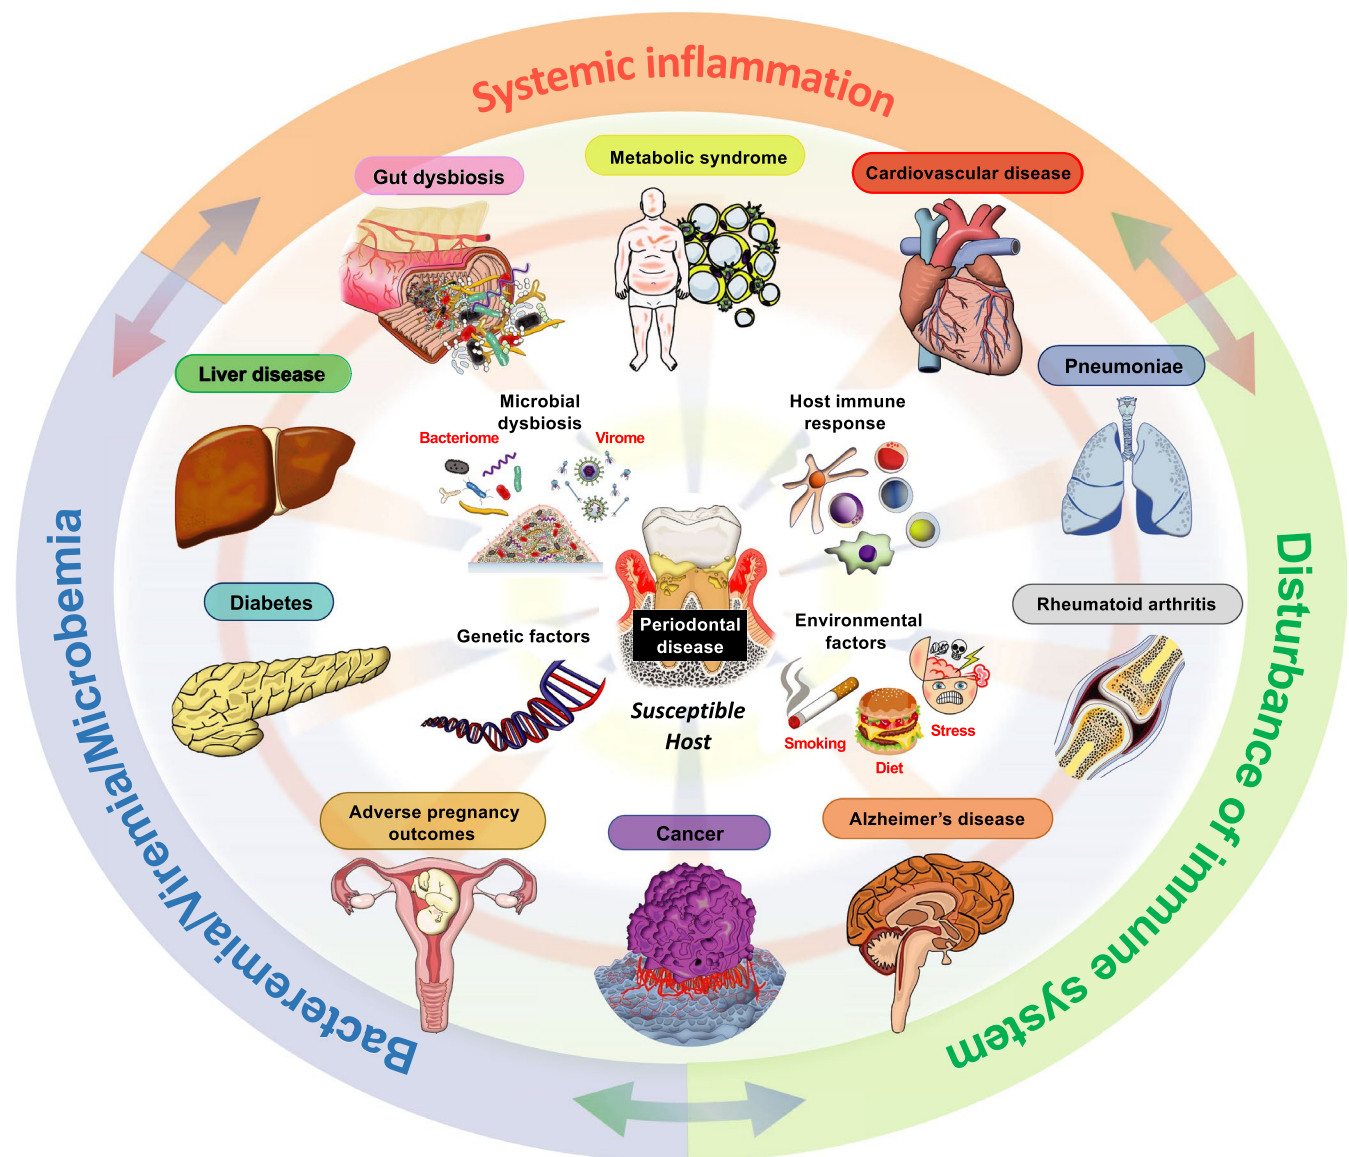 Systemic inflammation
Metabolic syndrome
Gut dysbiosis
Cardiovascular disease
Liver disease
Pneumoniae
Microbial
dysbiosis
Bacteriome
Virome
Host immune
response
Diabetes
Rheumatoid arthritis
Genetic factors
Periodontal
disease
Environmental
factors
Susceptible
Host
Smoking
Diet
Stress
Adverse pregnancy
outcomes
Cancer
Alzheimer’s disease
Bacteremia/Viremia/Microbemia
Disturbance of immune system